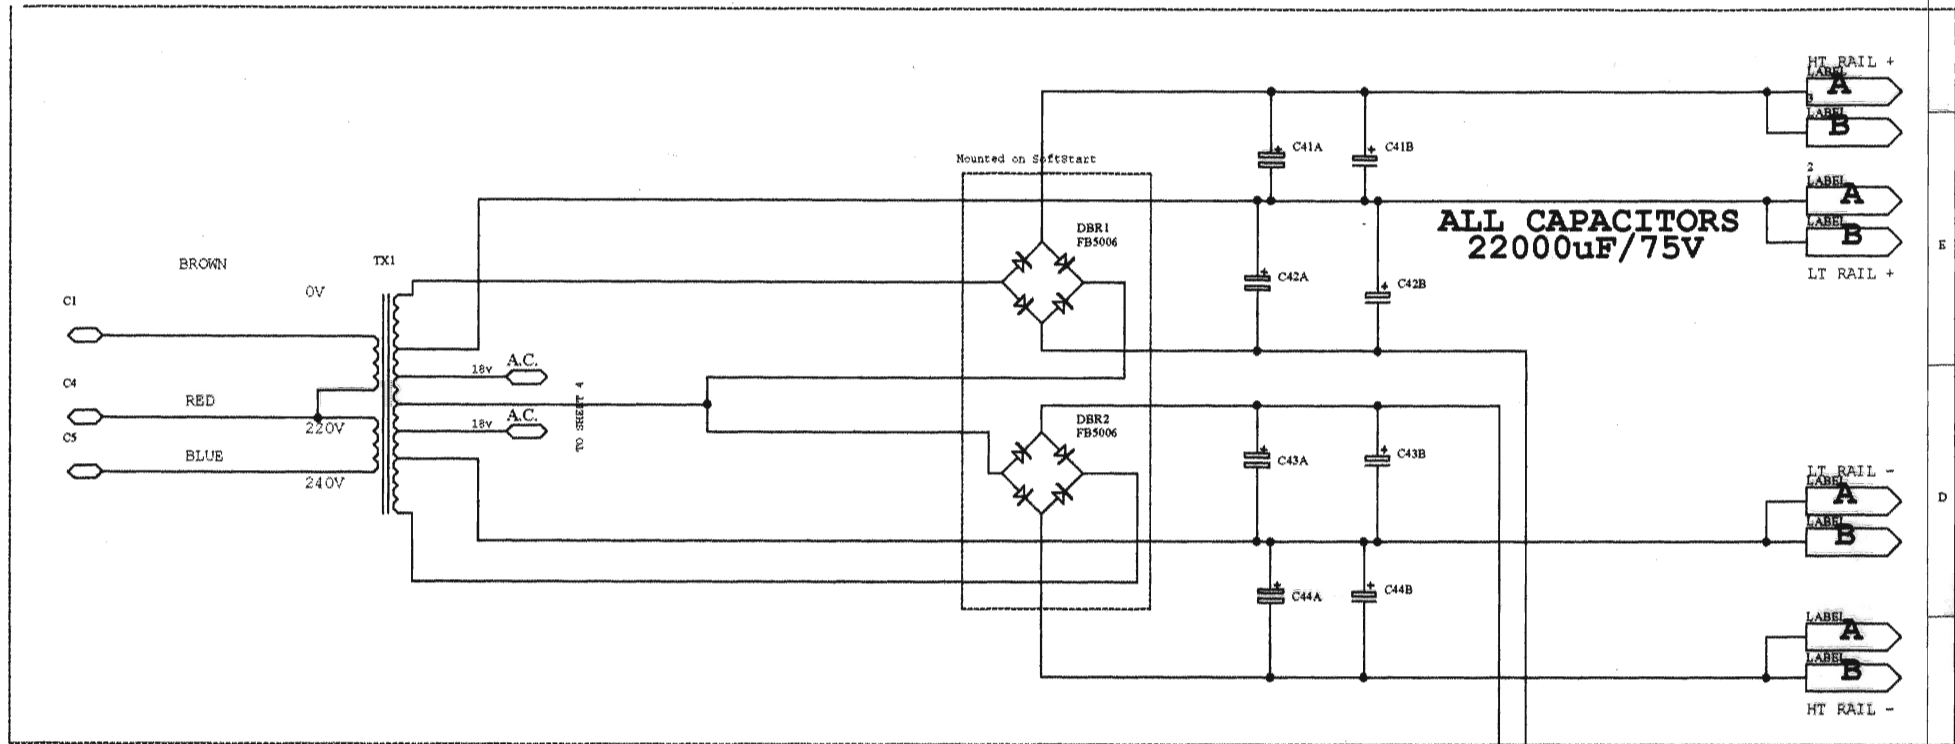 HT RAIL +
LABEL
A
3
LABEL
B
Mounted on SoftStart
C41A
C41B
2
LABEL
A
ALL CAPACITORS
22000uF/75V
LABEL
B
LT RAIL +
E
DBR1
FB5006
BROWN
TX1
0V
C42A
C42B
C1
18v
A.C.
C4
RED
220V
18v
A.C.
TO SHEET 4
C5
BLUE
240V
DBR2
FB5006
C43A
C43B
LT RAIL -
LABEL
A
LABEL
B
D
C44A
C44B
LABEL
A
LABEL
B
HT RAIL -